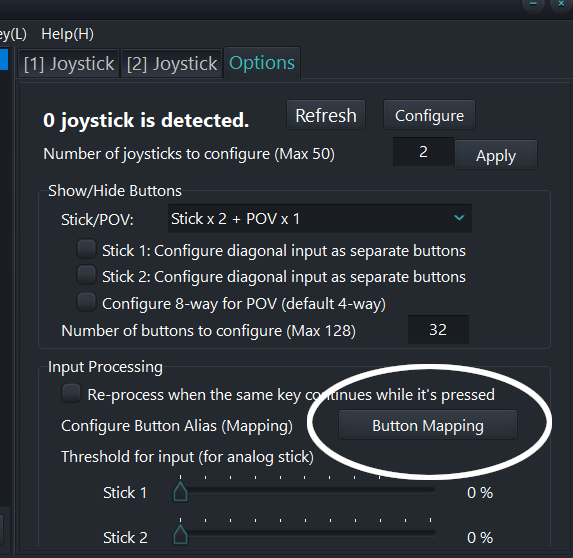 ey(L) Help(H)
[1] Joystick [2] Joystick Options
0 joystick is detected. Refresh Configure
Number of joysticks to configure (Max 50) 2 Apply
Show/Hide Buttons
Stick/POV: Stick x 2 + POV x 1
Stick 1: Configure diagonal input as separate buttons
Stick 2: Configure diagonal input as separate buttons
Configure 8-way for POV (default 4-way)
Number of buttons to configure (Max 128) 32
Input Processing
Re-process when the same key continues while it's pressed
Configure Button Alias (Mapping) Button Mapping
Threshold for input (for analog stick)
Stick 1 0 %
Stick 2 0 %